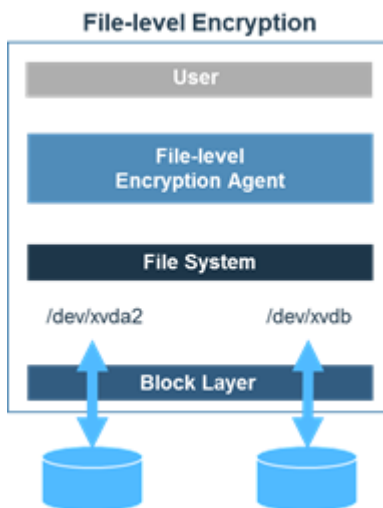 File-level Encryption
User
File-level
Encryption Agent
File System
/dev/xvda2 /dev/xvdb
Block Layer